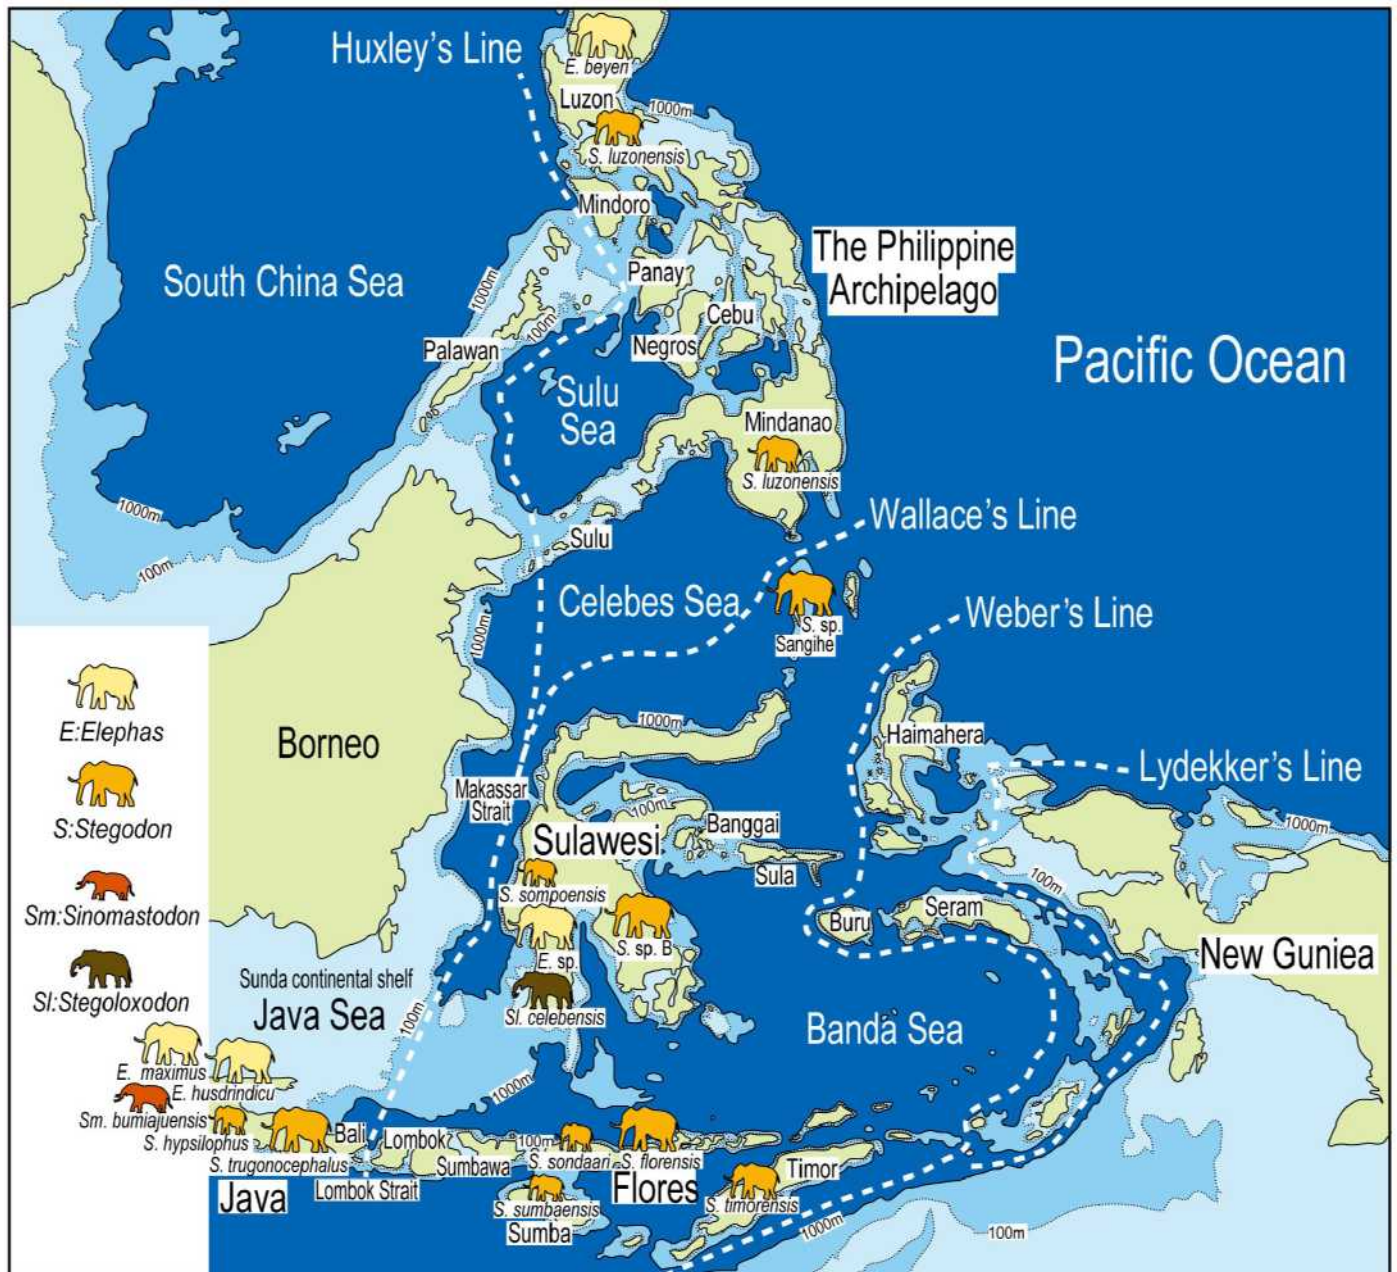 Huxley's Line
E. beyeri
Luzon
1000m
S. luzonensis
Mindoro
The Philippine
Archipelago
South China Sea
1000m
Panay
100m
Cebu
Palawan
Negros
Pacific Ocean
Sulu
Sea
Mindanao
S. luzonensis
1000m
Wallace's Line
Sulu
100m
Celebes Sea
1000m
S. sp.
Sangihe
Weber's Line
E:Elephas
S:Stegodon
Sm:Sinomastodon
Sl:Stegoloxodon
Borneo
1000m
Haimahera
Makassar
Strait
Lydekker's Line
100m
Sulawesi
Banggai
1000m
Sula
S. sompoensis
100m
Buru
Seram
S. sp. B
E. sp.
New Guniea
Sunda continental shelf
Java Sea
100m
Sl. celebensis
Banda Sea
E. maximus
E. husdrindicu
1000m
Sm. bumiajuensis
S. hypsilophus
S. trugonocephalus
Bali
Lombok
100m
Sumbawa
S. sondaari
S. florensis
Timor
Java
Lombok Strait
Flores
S. sumbaensis
S. timorensis
Sumba
1000m
100m